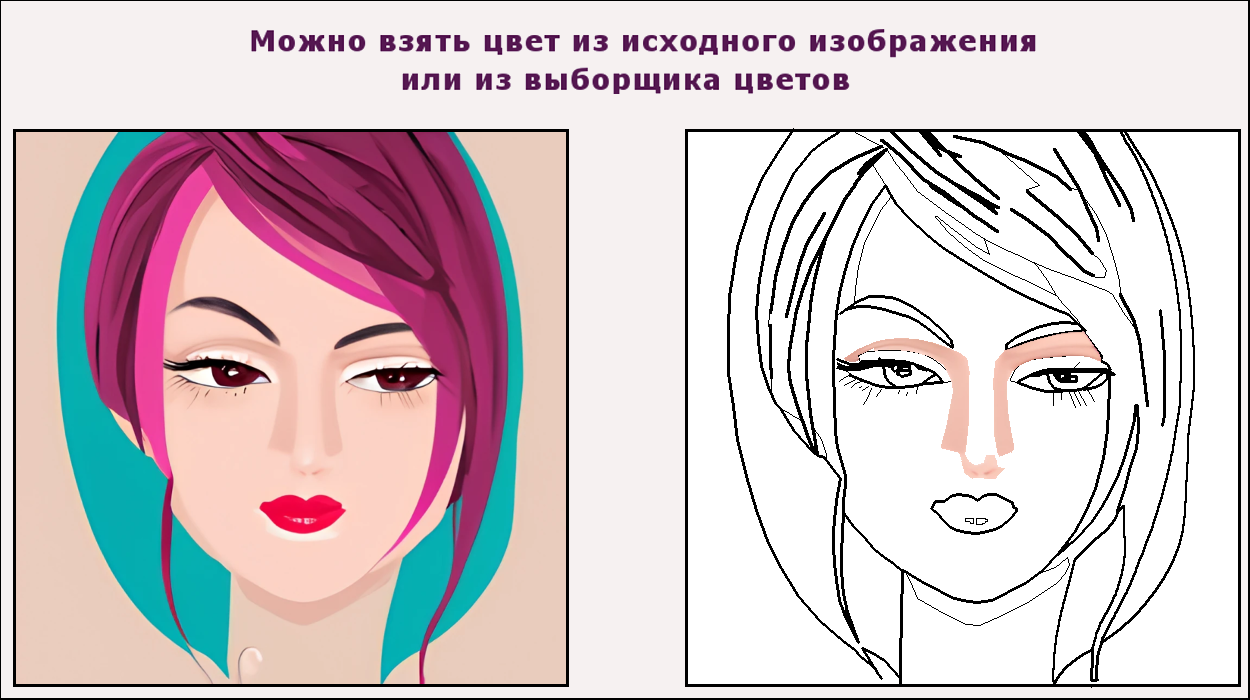 Можно взять цвет из исходного изображения
или из выборщика цветов